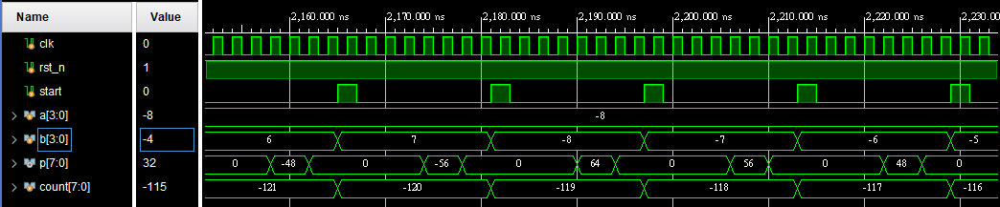 Name Value 2,160.000 ns 2,170.000 ns 2,180.000 ns 2,190.000 ns 2,200.000 ns 2,210.000 ns 2,220.000 ns 2,230.000
clk 0
rst_n 1
start 0
a[3:0] -8 -8
b[3:0] -4 6 7 -8 -7 -6 -5
p[7:0] 32 0 -48 0 -56 0 64 0 56 0 48 0
count[7:0] -115 -121 -120 -119 -118 -117 -116